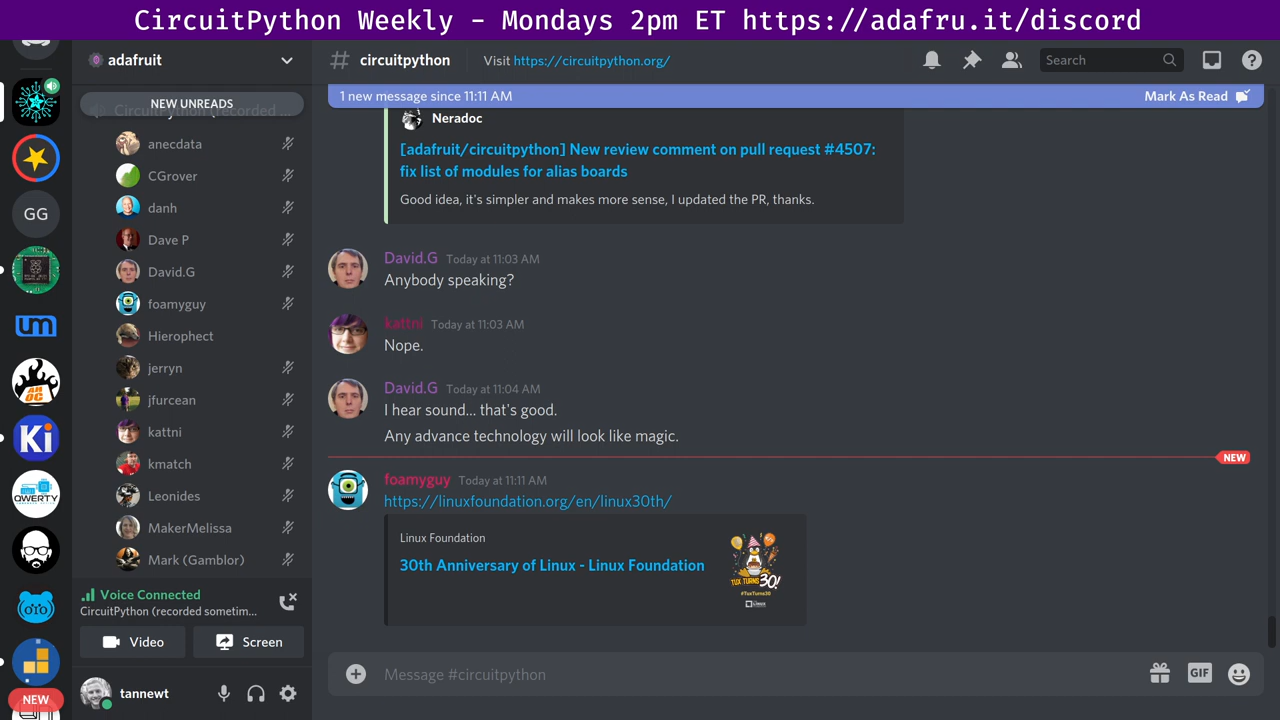 CircuitPython Weekly - Mondays 2pm ET https://adafru.it/discord
adafruit
# circuitpython
Visit https://circuitpython.org/
Search
NEW UNREADS
CircuitPython (recorded ...
anecdata
CGrover
danh
Dave P
David.G
foamyguy
Hierophect
jerryn
jfurcean
kattni
kmatch
Leonides
MakerMelissa
Mark (Gamblor)
Voice Connected
CircuitPython (recorded sometim...
Video
Screen
tannewt
GG
um
AHOC
Ki
QWERTY
NEW
1 new message since 11:11 AM
Mark As Read
Neradoc
[adafruit/circuitpython] New review comment on pull request #4507:
fix list of modules for alias boards
Good idea, it's simpler and makes more sense, I updated the PR, thanks.
David.G Today at 11:03 AM
Anybody speaking?
kattni Today at 11:03 AM
Nope.
David.G Today at 11:04 AM
I hear sound... that's good.
Any advance technology will look like magic.
NEW
foamyguy Today at 11:11 AM
https://linuxfoundation.org/en/linux30th/
Linux Foundation
30th Anniversary of Linux - Linux Foundation
TUX TURNS 30!
#TuxTurns30
Message #circuitpython
GIF